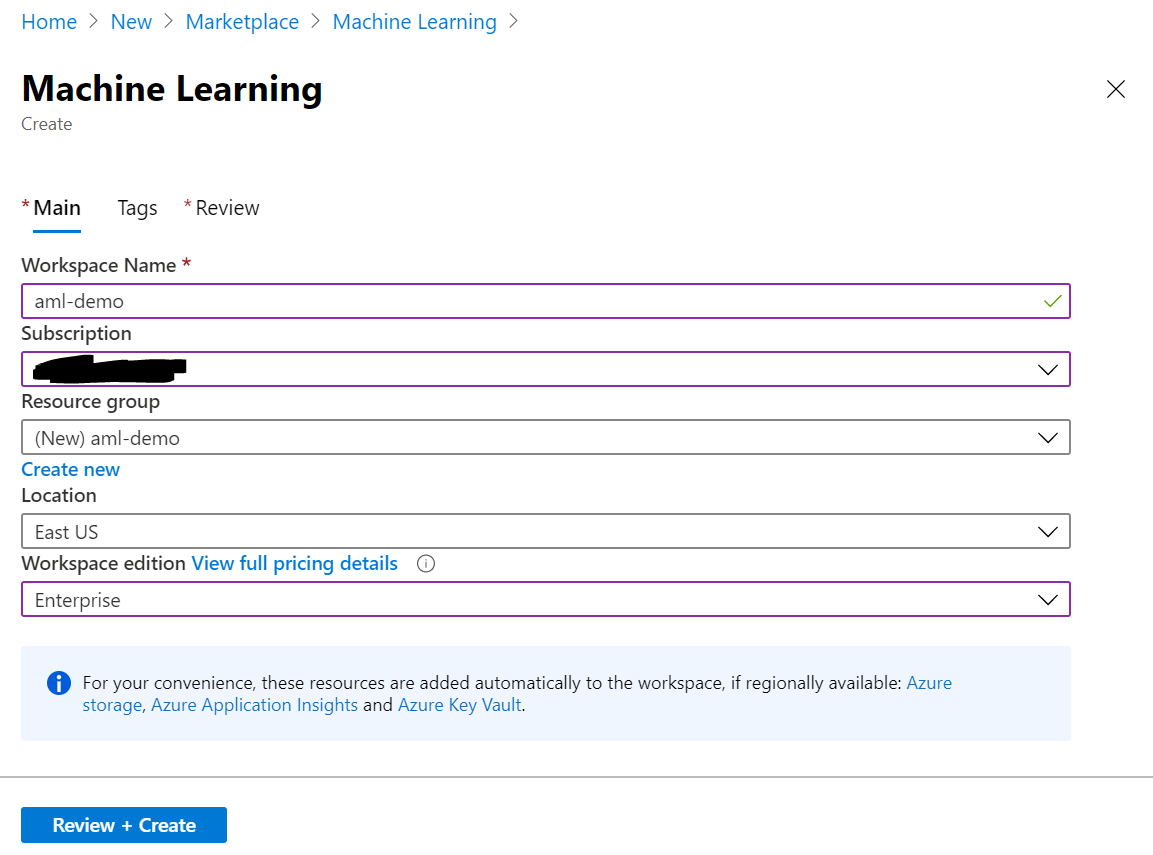 Home > New > Marketplace > Machine Learning >
Machine Learning
Create
* Main Tags * Review
Workspace Name *
aml-demo
Subscription
Resource group
(New) aml-demo
Create new
Location
East US
Workspace edition View full pricing details
Enterprise
For your convenience, these resources are added automatically to the workspace, if regionally available: Azure
storage, Azure Application Insights and Azure Key Vault.
Review + Create